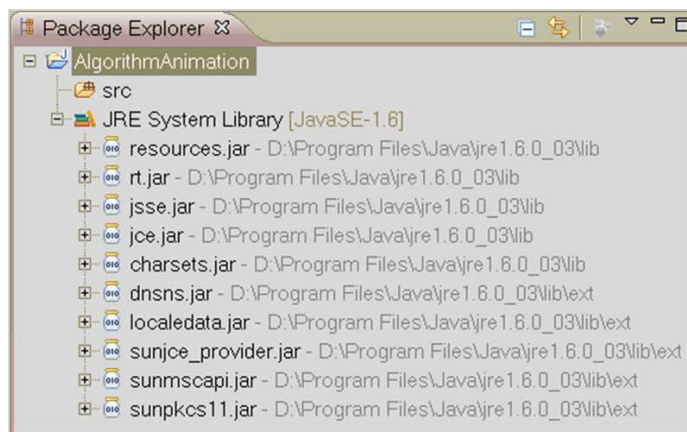 Package Explorer
AlgorithmAnimation
src
JRE System Library [JavaSE-1.6]
resources.jar - D:\Program Files\Java\jre1.6.0_03\lib
rt.jar - D:\Program Files\Java\jre1.6.0_03\lib
jsse.jar - D:\Program Files\Java\jre1.6.0_03\lib
jce.jar - D:\Program Files\Java\jre1.6.0_03\lib
charsets.jar - D:\Program Files\Java\jre1.6.0_03\lib
dnsns.jar - D:\Program Files\Java\jre1.6.0_03\lib\ext
localedata.jar - D:\Program Files\Java\jre1.6.0_03\lib\ext
sunjce_provider.jar - D:\Program Files\Java\jre1.6.0_03\lib\ext
sunmscapi.jar - D:\Program Files\Java\jre1.6.0_03\lib\ext
sunpkcs11.jar - D:\Program Files\Java\jre1.6.0_03\lib\ext